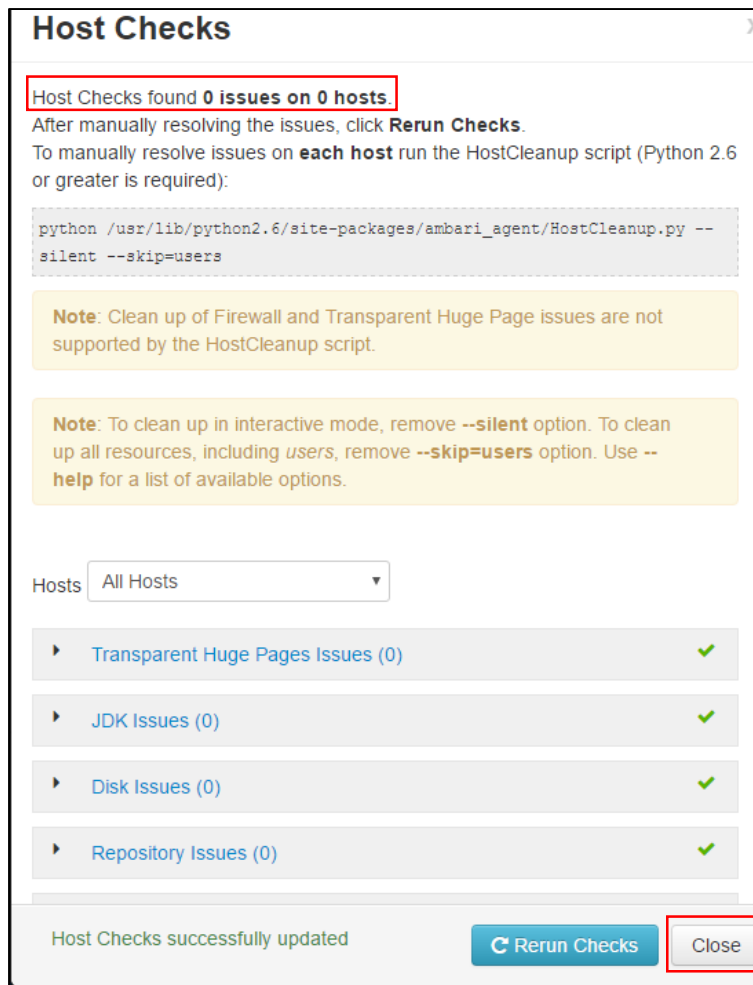 Host Checks
Host Checks found 0 issues on 0 hosts.
After manually resolving the issues, click Rerun Checks.
To manually resolve issues on each host run the HostCleanup script (Python 2.6
or greater is required):
python /usr/lib/python2.6/site-packages/ambari_agent/HostCleanup.py --
silent --skip=users
Note: Clean up of Firewall and Transparent Huge Page issues are not
supported by the HostCleanup script.
Note: To clean up in interactive mode, remove --silent option. To clean
up all resources, including users, remove --skip=users option. Use --
help for a list of available options.
Hosts All Hosts
Transparent Huge Pages Issues (0)
JDK Issues (0)
Disk Issues (0)
Repository Issues (0)
Host Checks successfully updated Rerun Checks Close